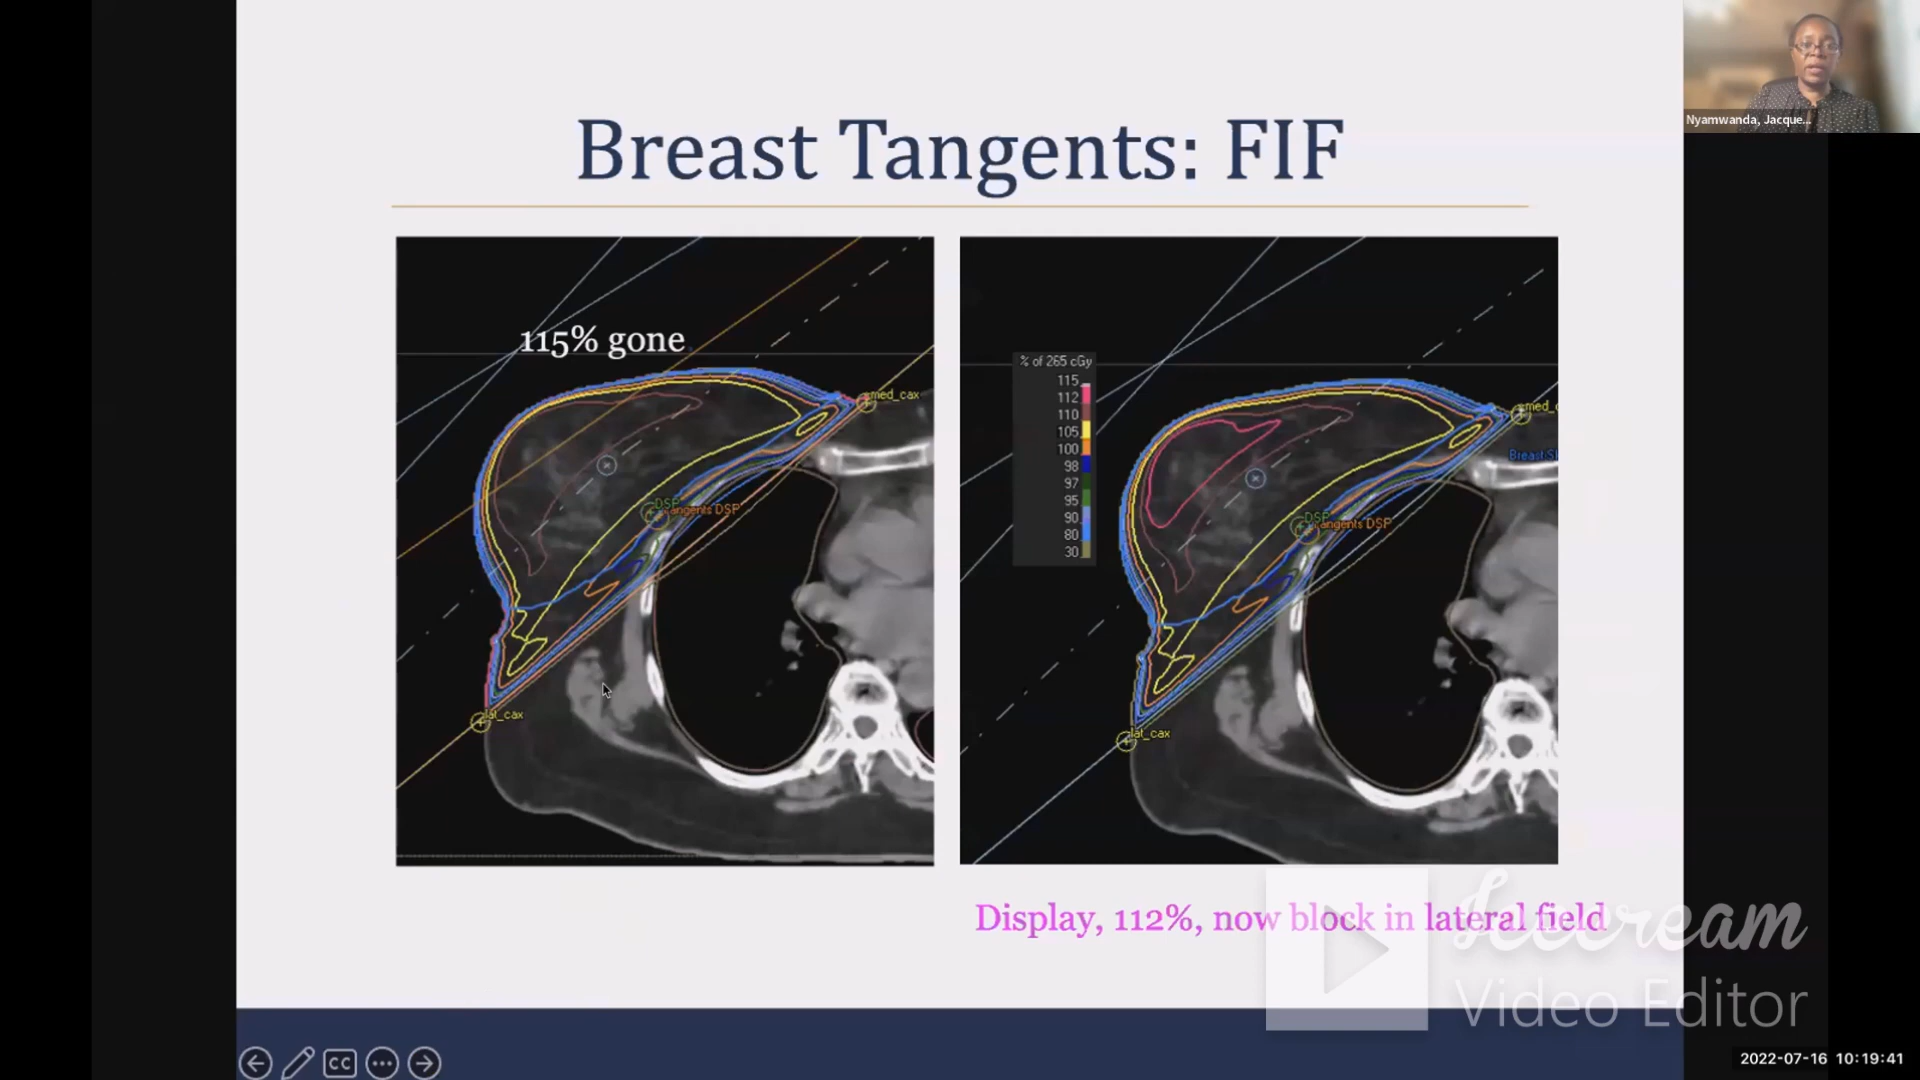 Nyamwanda, Jacque...
Breast Tangents: FIF
115% gone
med_cax
DSP
Tangents DSP
lat_cax
% of 265 cGy
115
112
110
105
100
98
97
95
90
80
30
med_c
Breast S
DSP
Tangents DSP
lat_cax
Display, 112%, now block in lateral field
Icecream
Video Editor
CC
2022-07-16 10:19:41